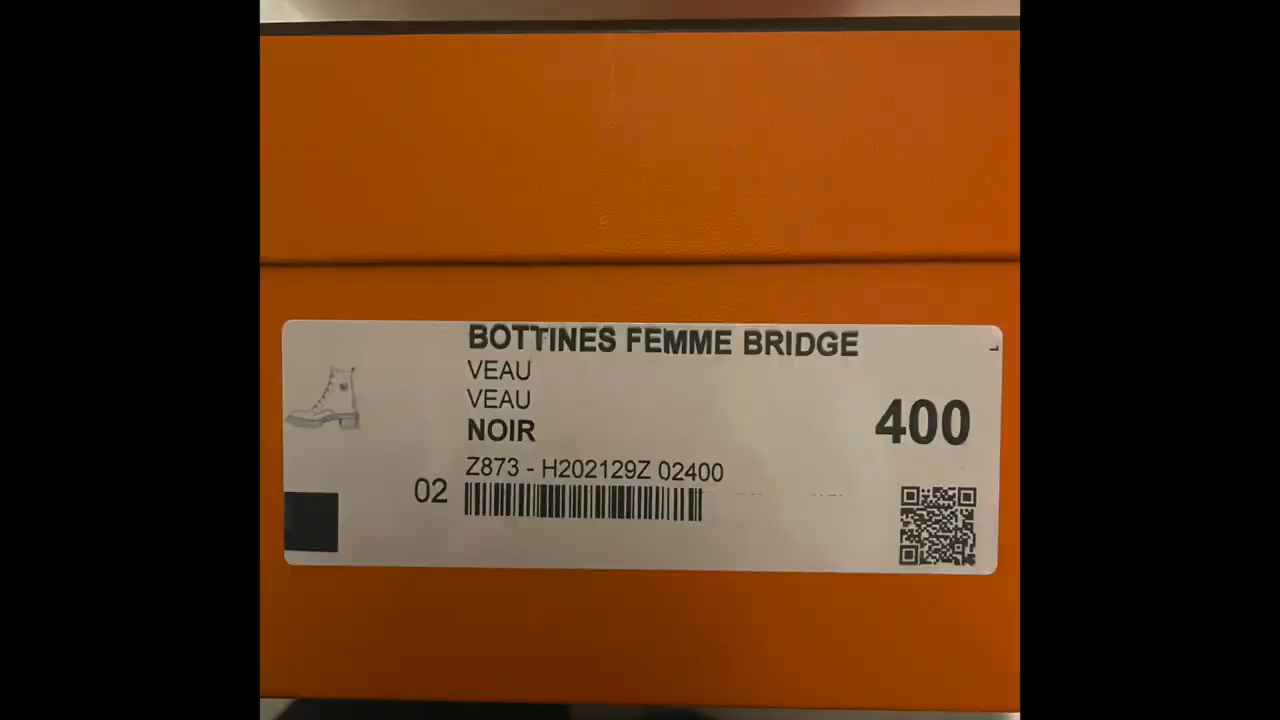 BOTTINES FEMME BRIDGE
VEAU
VEAU
NOIR
400
Z873 - H202129Z 02400
02
L